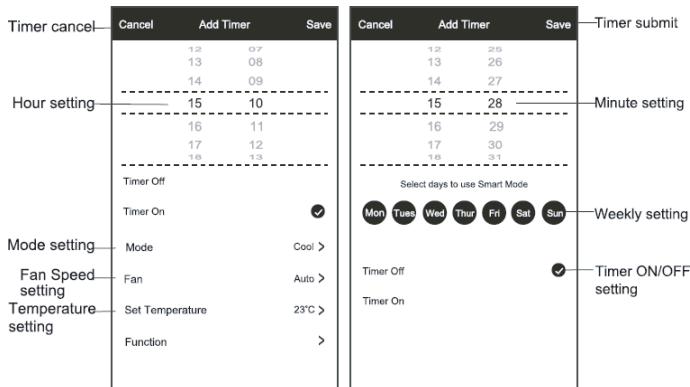 Timer cancel
Cancel Add Timer Save
12 07
13 08
14 09
Hour setting
15 10
16 11
17 12
18 13
Timer Off
Timer On
Mode setting
Mode Cool >
Fan Speed
setting
Fan Auto >
Temperature
setting
Set Temperature 23°C >
Function >
Cancel Add Timer Save
Timer submit
12 25
13 26
14 27
15 28
Minute setting
16 29
17 30
18 31
Select days to use Smart Mode
Mon Tues Wed Thur Fri Sat Sun
Weekly setting
Timer Off
Timer ON/OFF
setting
Timer On